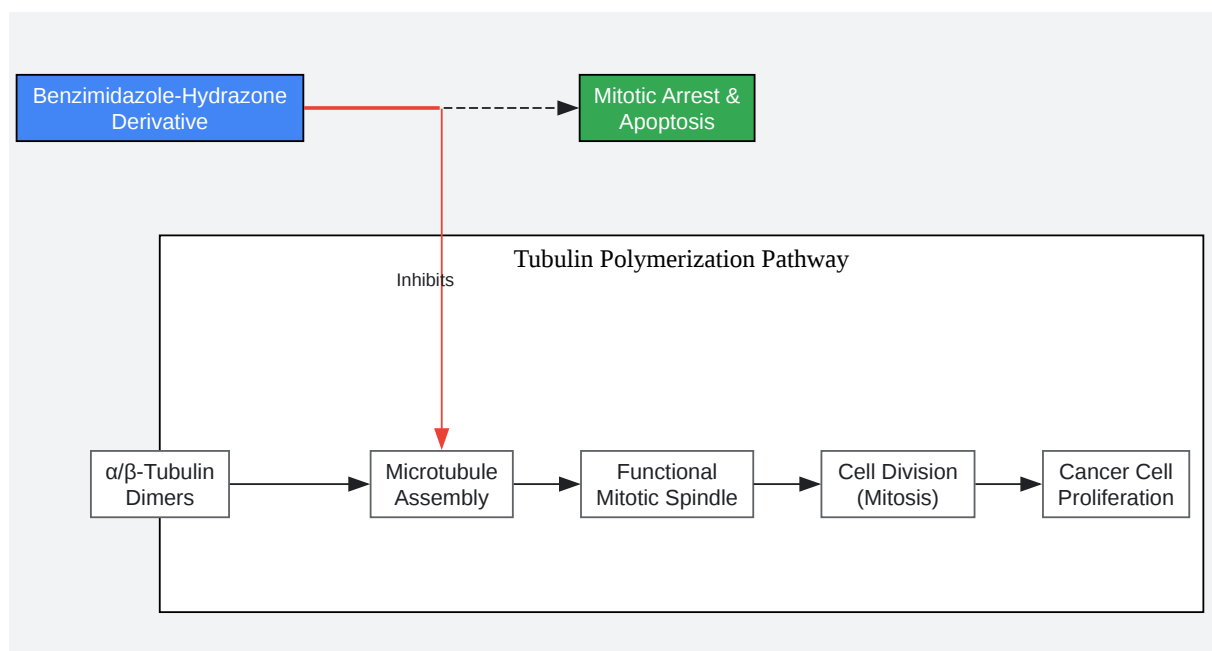 Benzimidazole-Hydrazone
Derivative
Mitotic Arrest &
Apoptosis
Tubulin Polymerization Pathway
Inhibits
α/β-Tubulin
Dimers
Microtubule
Assembly
Functional
Mitotic Spindle
Cell Division
(Mitosis)
Cancer Cell
Proliferation